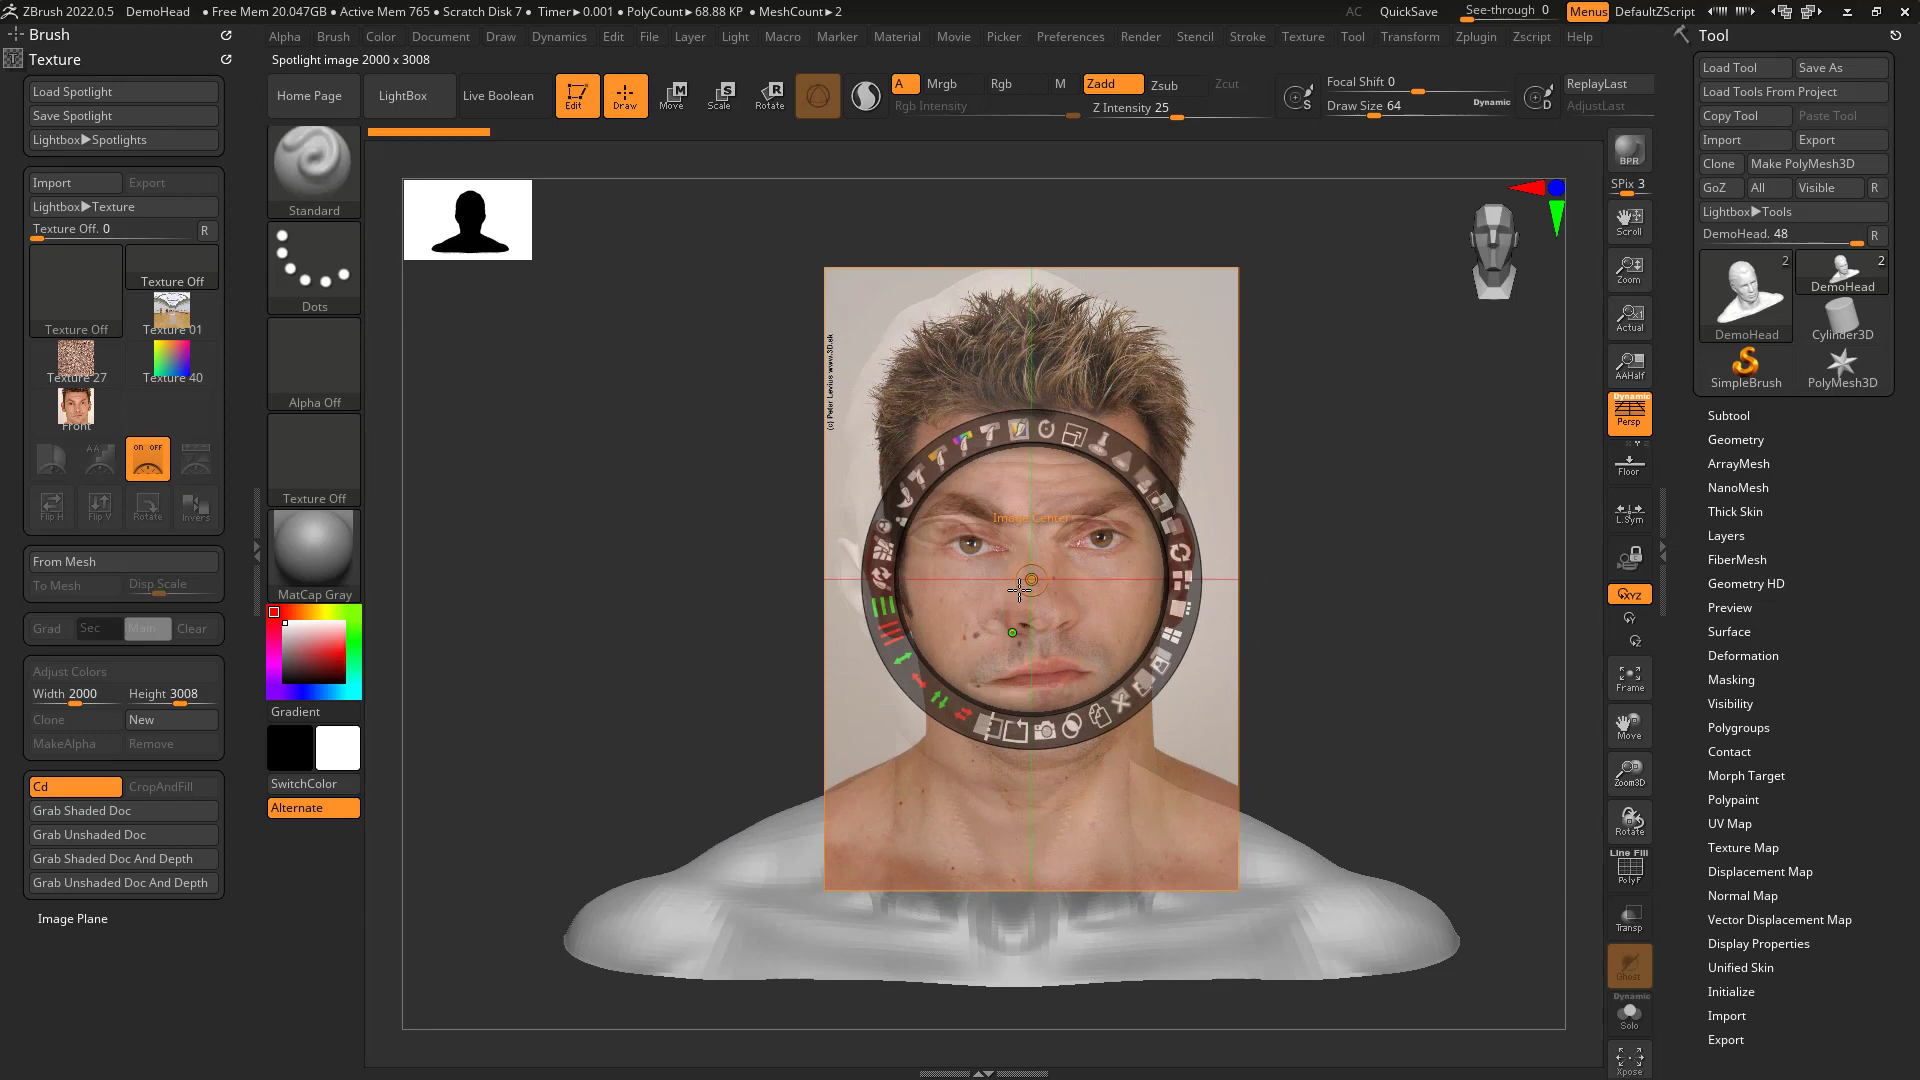 ZBrush 2022.0.5 DemoHead • Free Mem 20.047GB • Active Mem 765 • Scratch Disk 7 • Timer►0.001 • PolyCount►68.88 KP • MeshCount►2 AC QuickSave See-through 0 Menus DefaultZScript
Alpha Brush Color Document Draw Dynamics Edit File Layer Light Macro Marker Material Movie Picker Preferences Render Stencil Stroke Texture Tool Transform Zplugin Zscript Help
Spotlight image 2000 x 3008
Home Page LightBox Live Boolean Edit Draw Move Scale Rotate A Mrgb Rgb M Zadd Zsub Zcut Focal Shift 0 ReplayLast
Rgb Intensity Z Intensity 25 Draw Size 64 Dynamic AdjustLast
M S R S D
Brush
Texture
Load Spotlight
Save Spotlight
Lightbox►Spotlights
Import Export
Lightbox►Texture
Texture Off. 0 R
Texture Off
Texture Off Texture 01
Texture 27 Texture 40
Front
AA ON OFF
Flip H Flip V Rotate Invers
From Mesh
To Mesh Disp Scale
Grad Sec Main Clear
Adjust Colors
Width 2000 Height 3008
Clone New
MakeAlpha Remove
Cd CropAndFill
Grab Shaded Doc
Grab Unshaded Doc
Grab Shaded Doc And Depth
Grab Unshaded Doc And Depth
Image Plane
Standard
Dots
Alpha Off
Texture Off
MatCap Gray
Gradient
SwitchColor
Alternate
(c) Peter Levius www.3D.sk
Image Center
BPR
SPix 3
Scroll
Zoom
Actual
AAHalf
Dynamic
Persp
Floor
L.Sym
XYZ
Frame
Move
Zoom3D
Rotate
Line Fill
PolyF
Transp
Ghost
Dynamic
Solo
Xpose
Tool
Load Tool Save As
Load Tools From Project
Copy Tool Paste Tool
Import Export
Clone Make PolyMesh3D
GoZ All Visible R
Lightbox►Tools
DemoHead. 48 R
2 2
DemoHead
DemoHead Cylinder3D
SimpleBrush PolyMesh3D
Subtool
Geometry
ArrayMesh
NanoMesh
Thick Skin
Layers
FiberMesh
Geometry HD
Preview
Surface
Deformation
Masking
Visibility
Polygroups
Contact
Morph Target
Polypaint
UV Map
Texture Map
Displacement Map
Normal Map
Vector Displacement Map
Display Properties
Unified Skin
Initialize
Import
Export